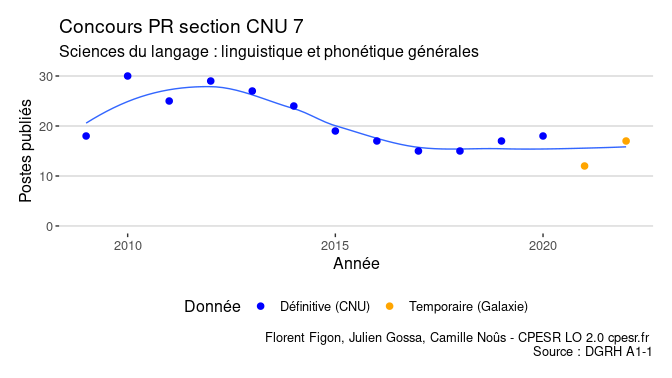 Concours PR section CNU 7
Sciences du langage : linguistique et phonétique générales
Postes publiés
30
20
10
0
2010 2015 2020
Année
Donnée Définitive (CNU) Temporaire (Galaxie)
Florent Figon, Julien Gossa, Camille Noûs - CPESR LO 2.0 cpesr.fr
Source : DGRH A1-1